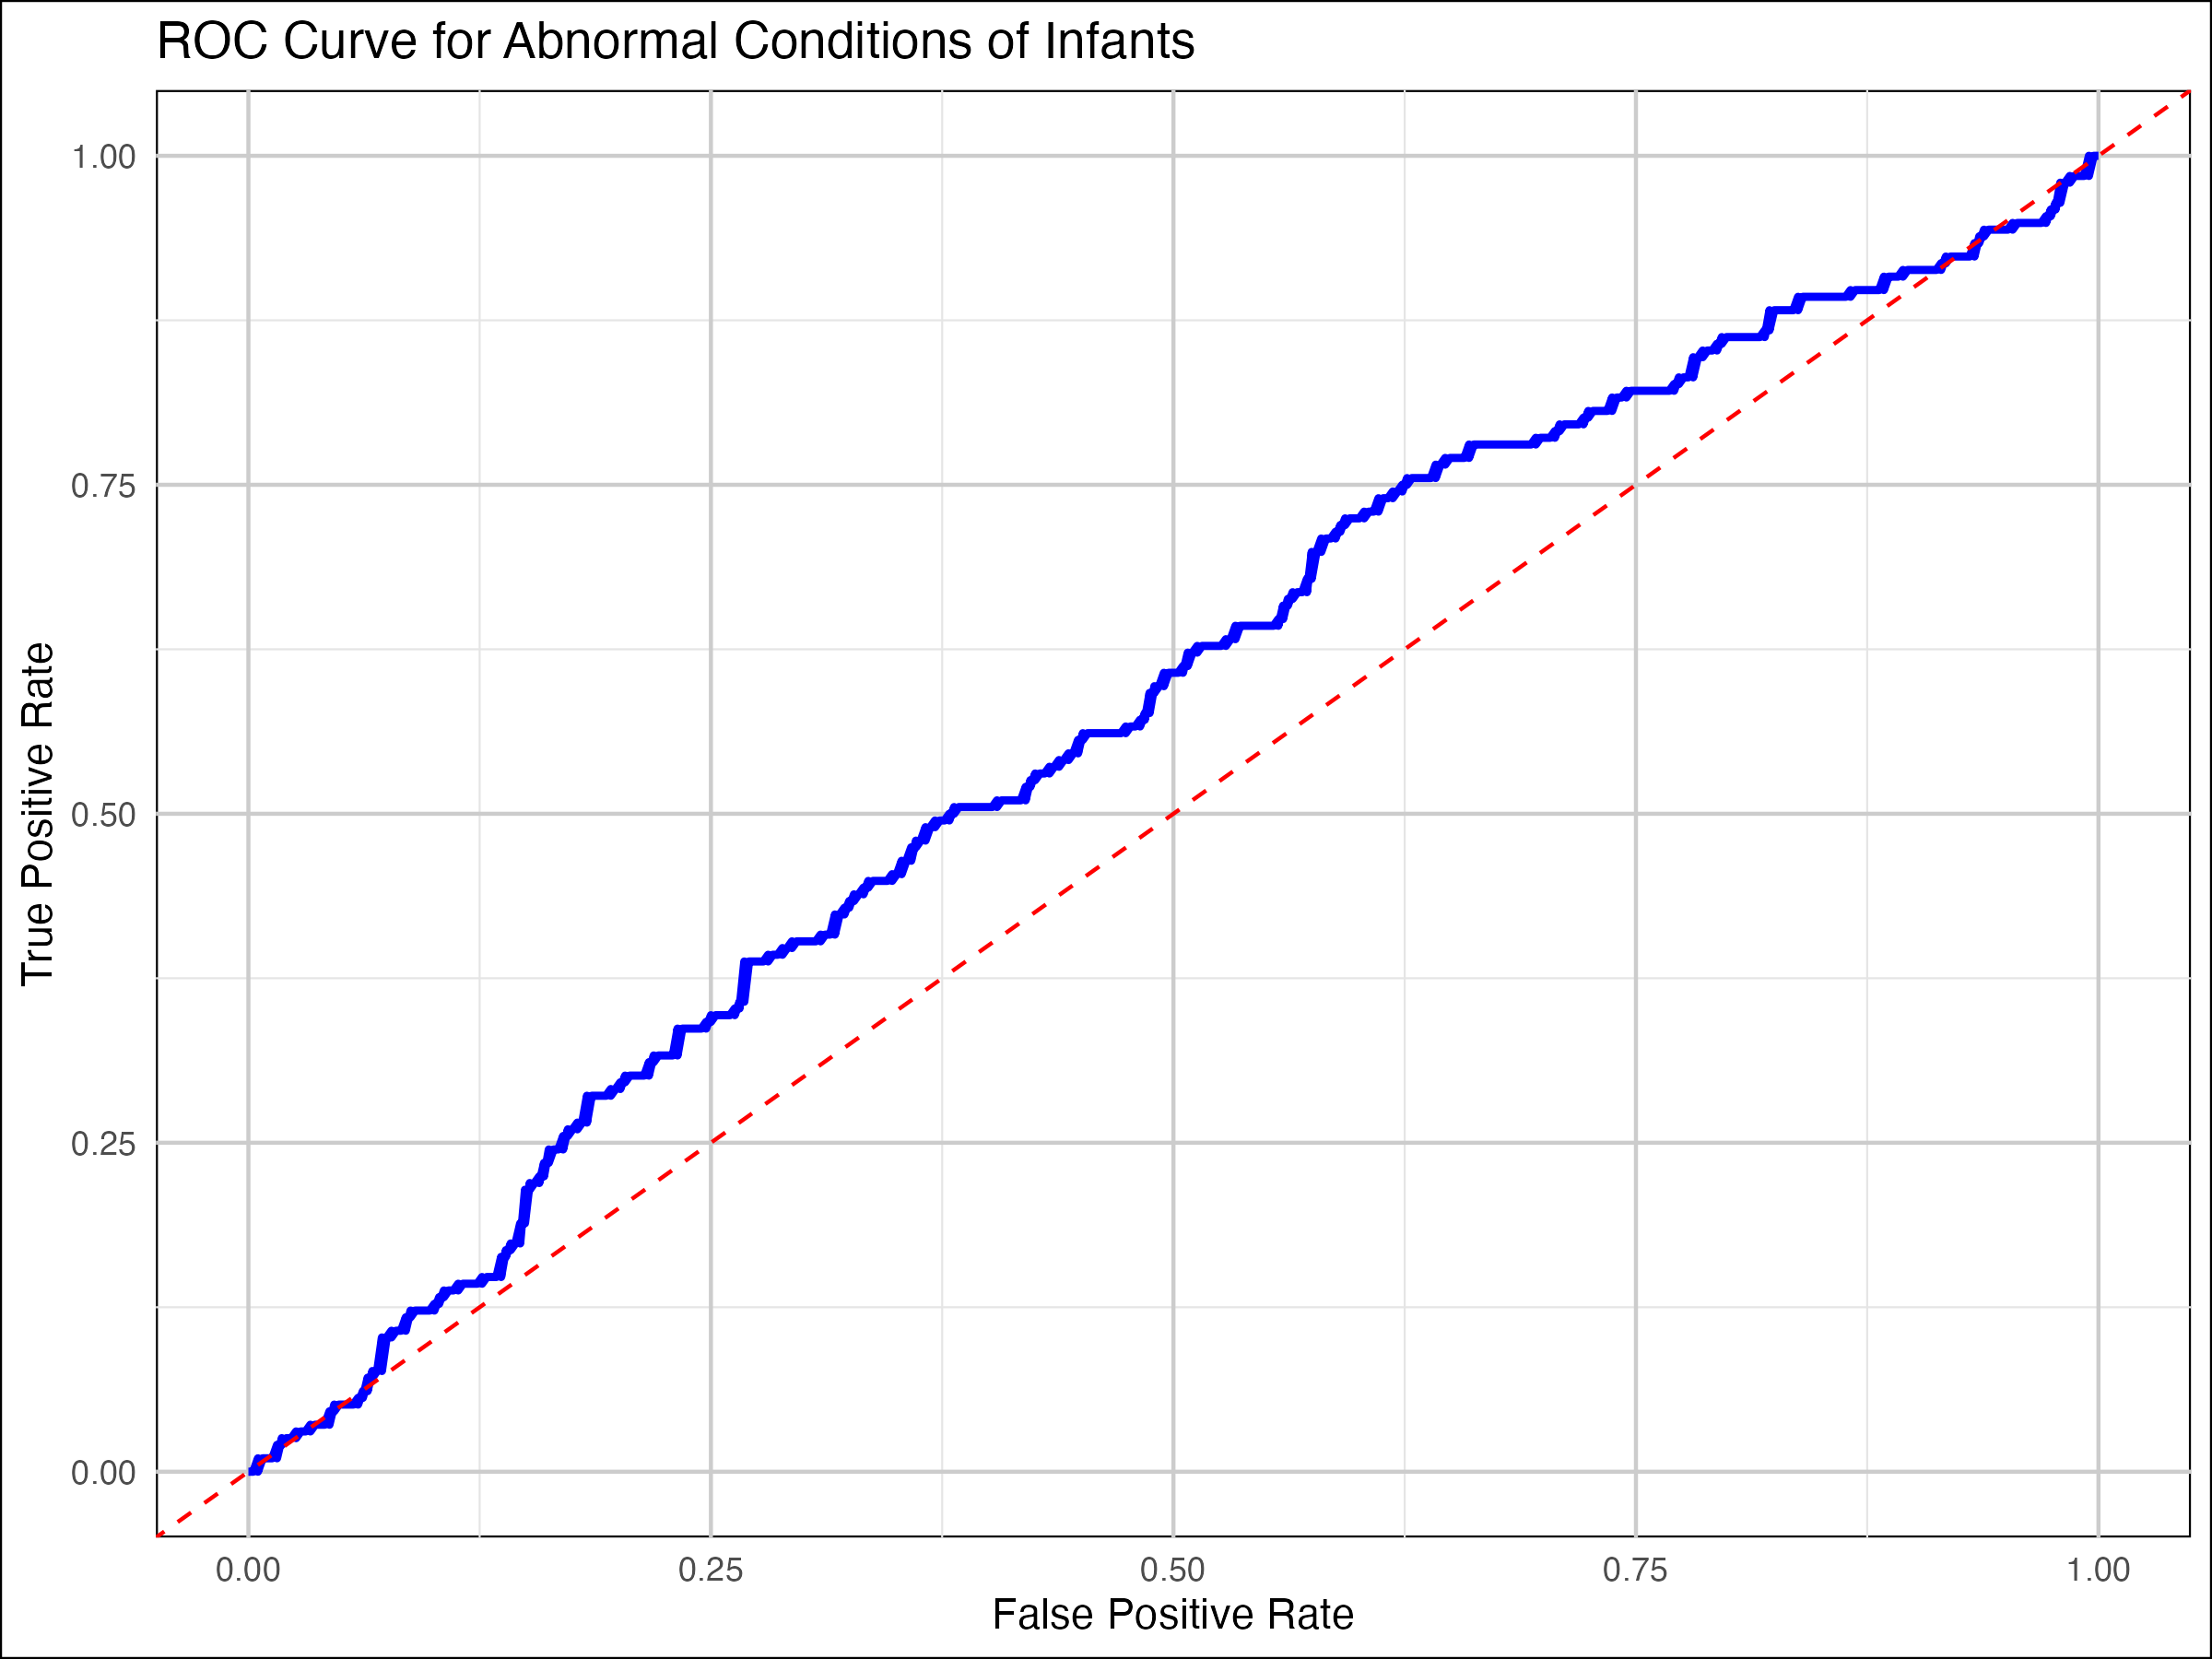 ROC Curve for Abnormal Conditions of Infants
True Positive Rate
1.00
0.75
0.50
0.25
0.00
0.00 0.25 0.50 0.75 1.00
False Positive Rate